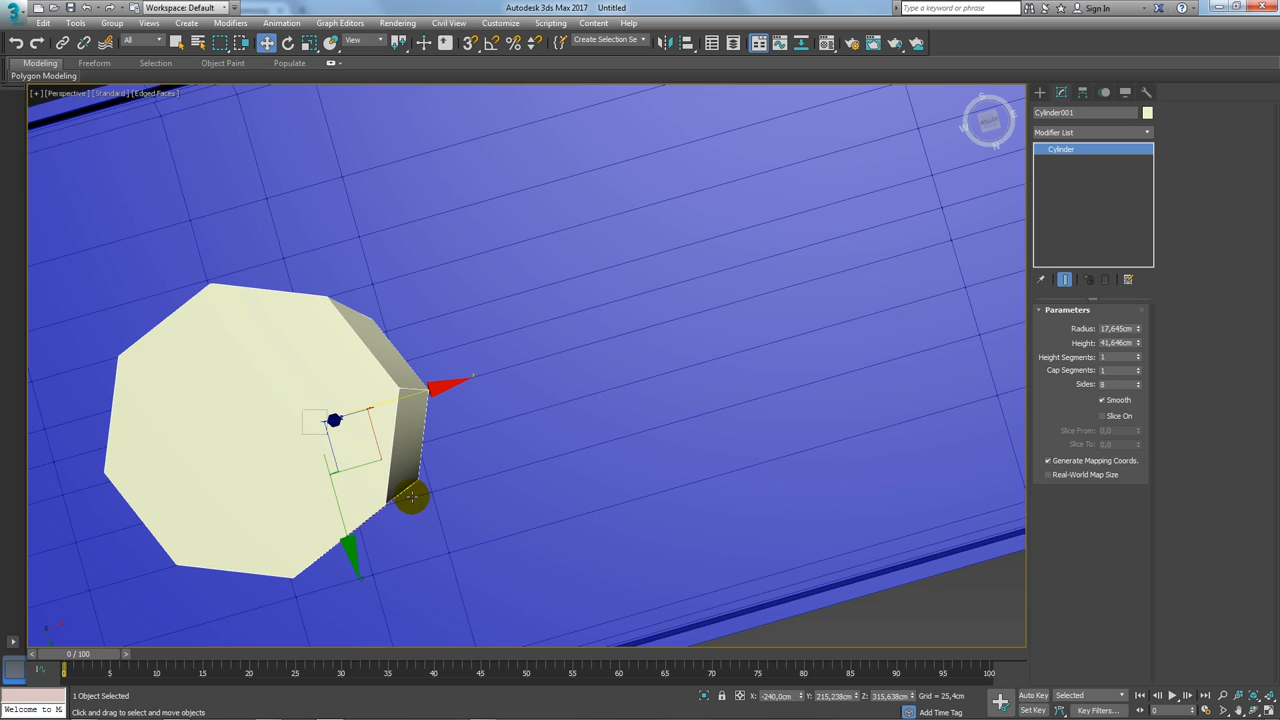 Workspace: Default
Autodesk 3ds Max 2017 Untitled
Type a keyword or phrase
Sign In
Edit Tools Group Views Create Modifiers Animation Graph Editors Rendering Civil View Customize Scripting Content Help
All
View
Create Selection Se
Modeling Freeform Selection Object Paint Populate
Polygon Modeling
[+] [Perspective] [Standard] [Edged Faces]
S
W
N
Cylinder001
Modifier List
Cylinder
Parameters
Radius: 17,645cm
Height: 41,646cm
Height Segments: 1
Cap Segments: 1
Sides: 8
Smooth
Slice On
Slice From: 0,0
Slice To: 0,0
Generate Mapping Coords.
Real-World Map Size
0 / 100
0 5 10 15 20 25 30 35 40 45 50 55 60 65 70 75 80 85 90 95 100
1 Object Selected
X: -240,0cm Y: 215,238cm Z: 315,638cm Grid = 25,4cm
Auto Key Selected
Welcome to M
Click and drag to select and move objects
Add Time Tag
Set Key Key Filters...
0